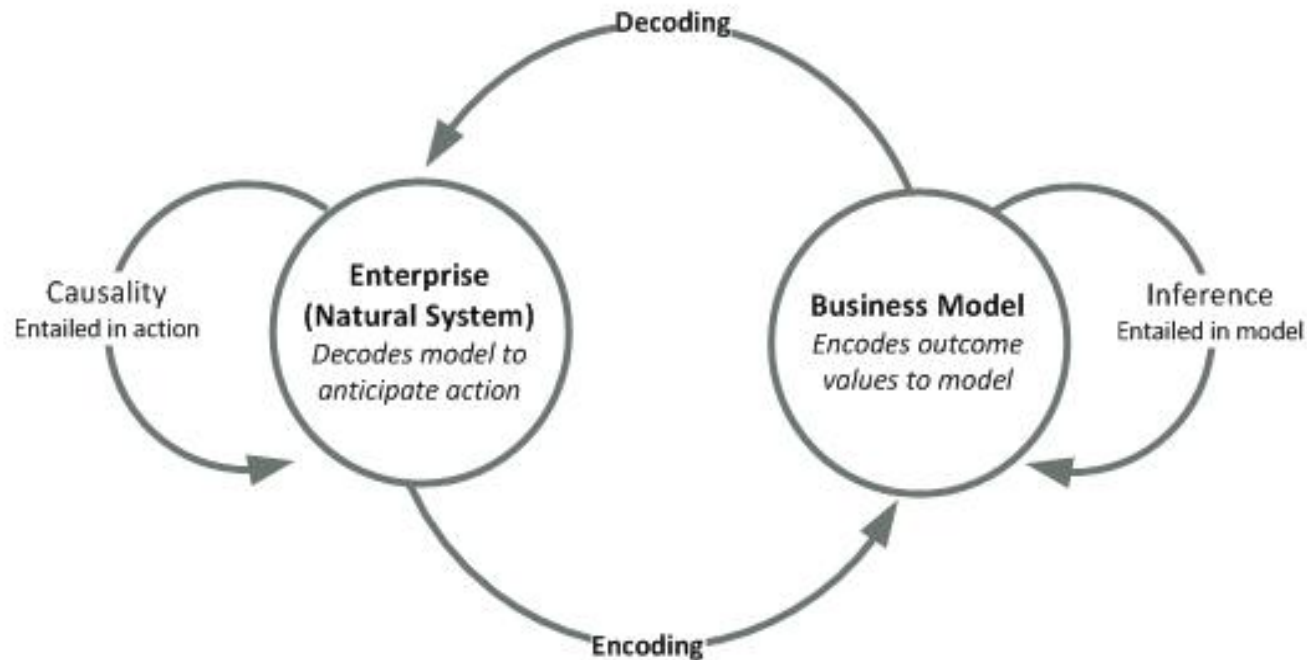 Decoding
Causality
Entailed in action
Enterprise
(Natural System)
Decodes model to
anticipate action
Business Model
Encodes outcome
values to model
Inference
Entailed in model
Encoding